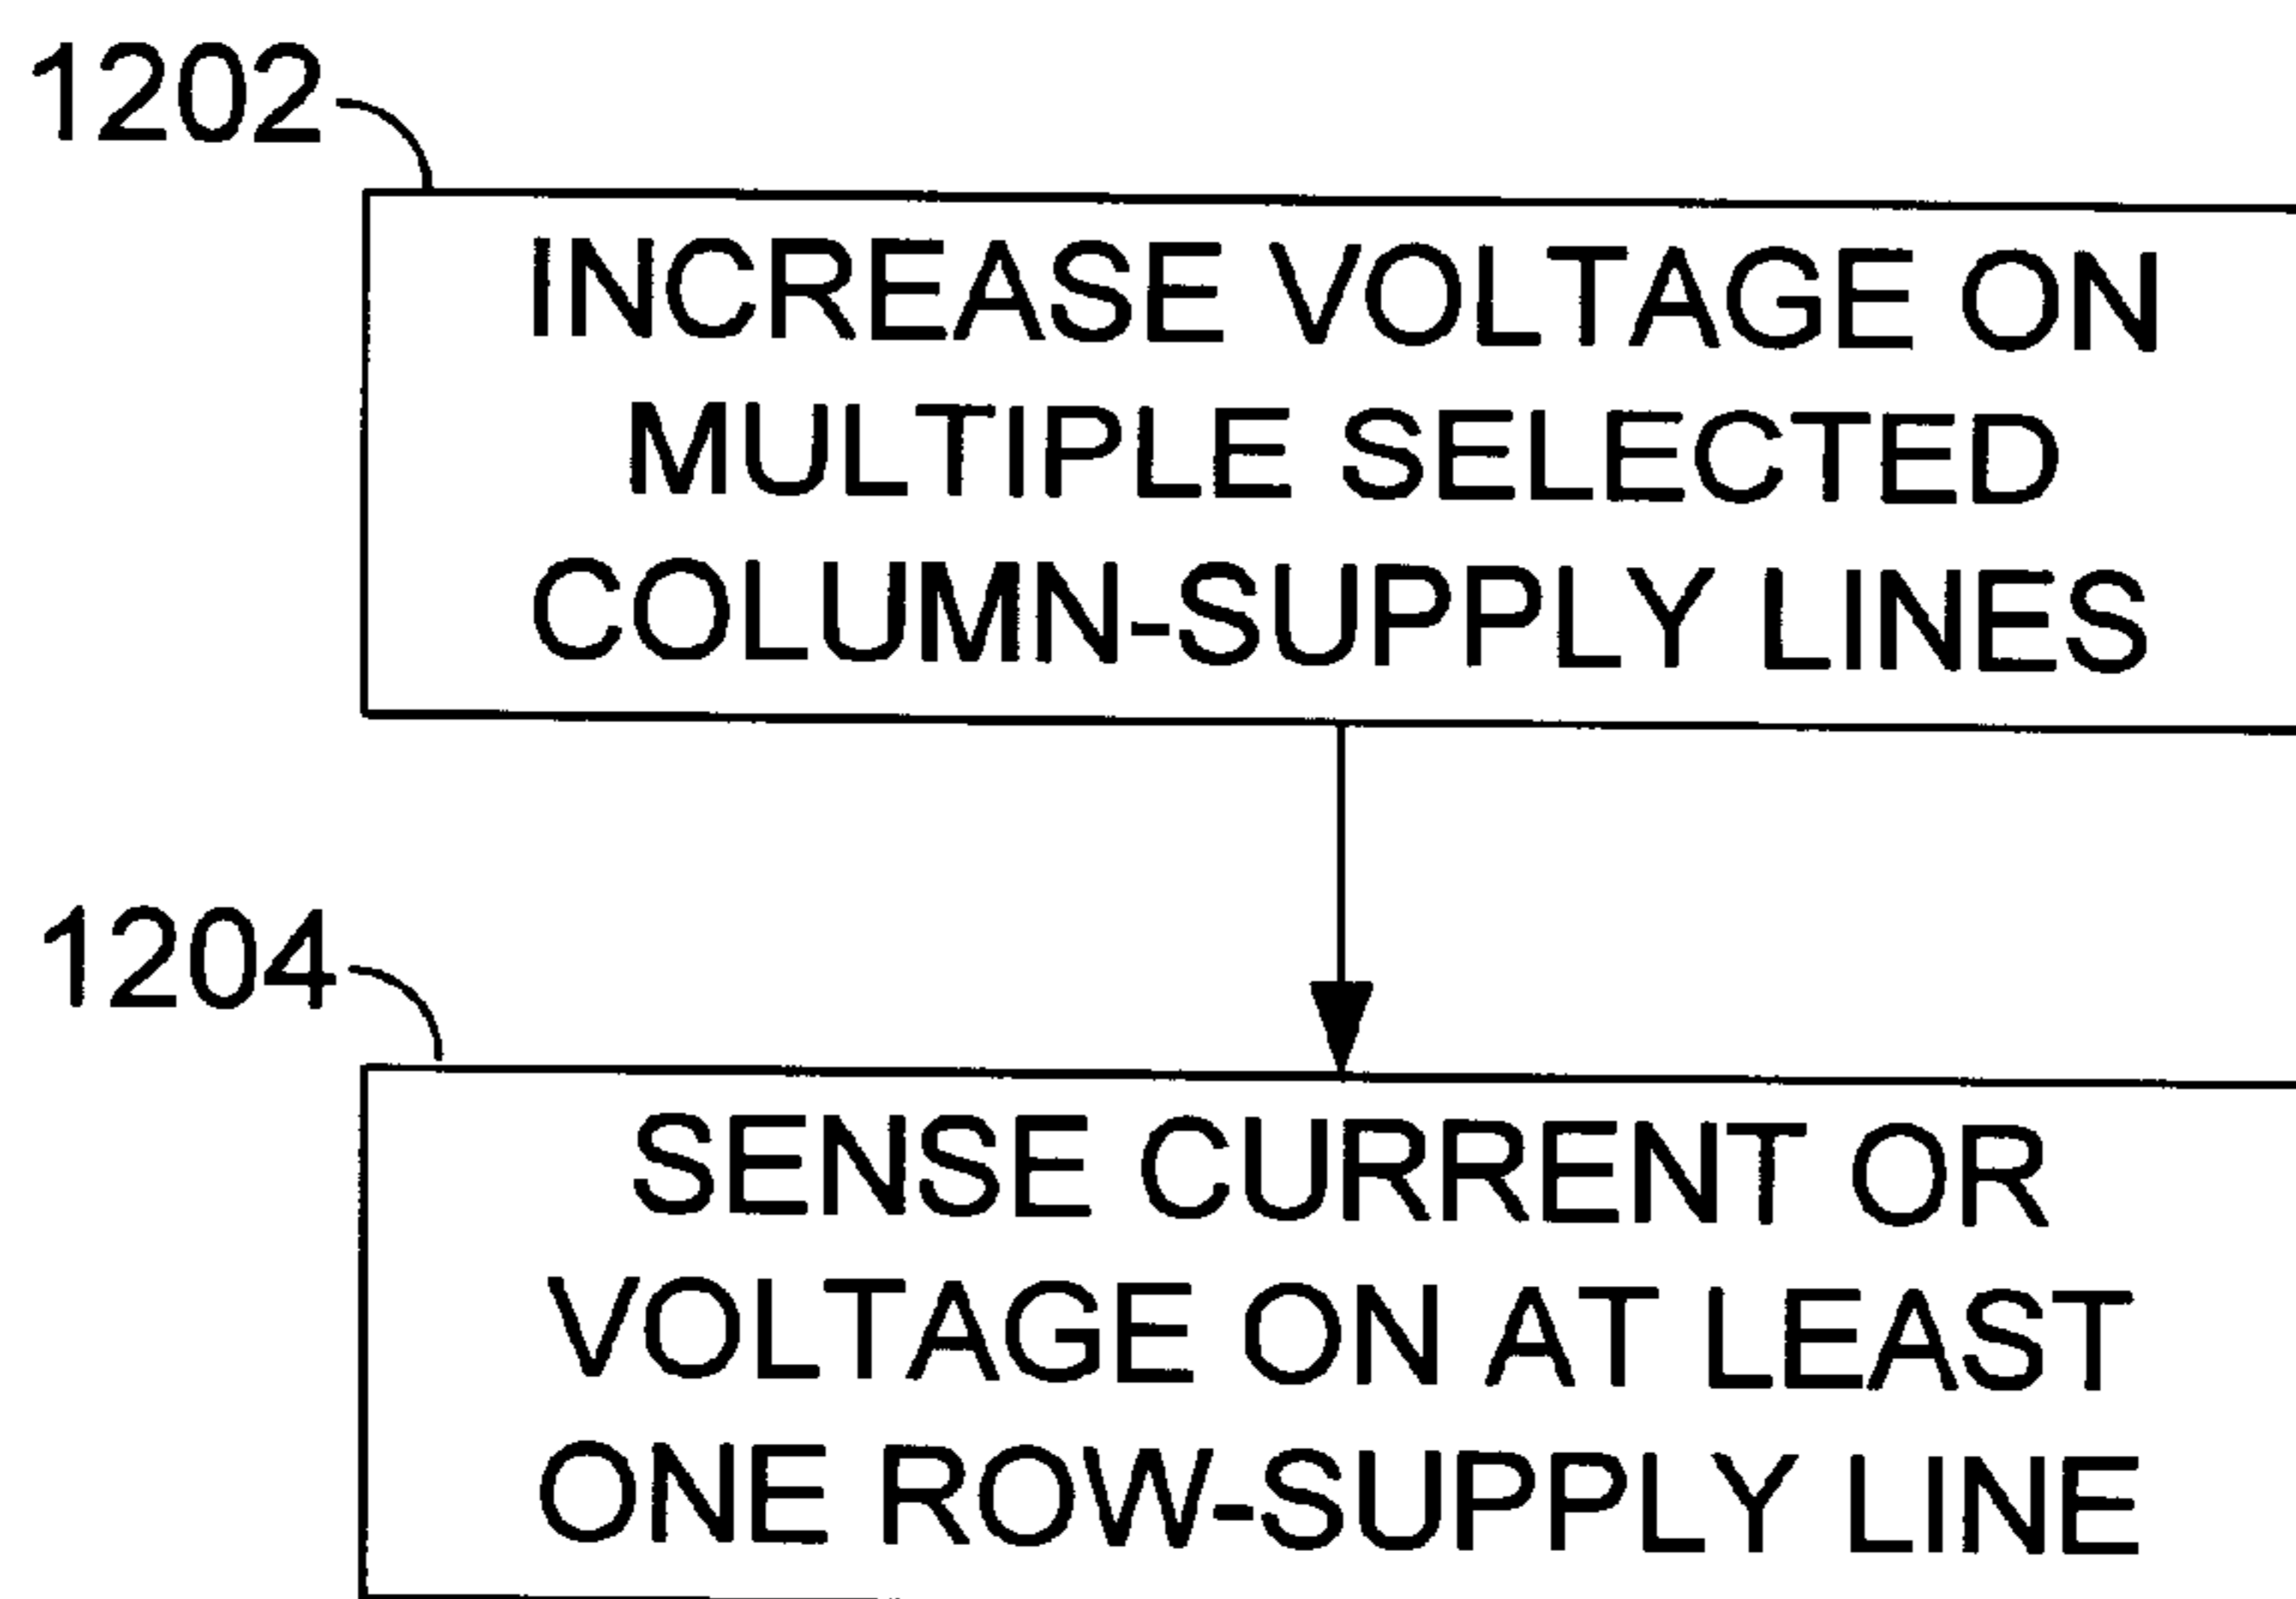 1202
INCREASE VOLTAGE ON
MULTIPLE SELECTED
COLUMN-SUPPLY LINES
1204
SENSE CURRENT OR
VOLTAGE ON AT LEAST
ONE ROW-SUPPLY LINE